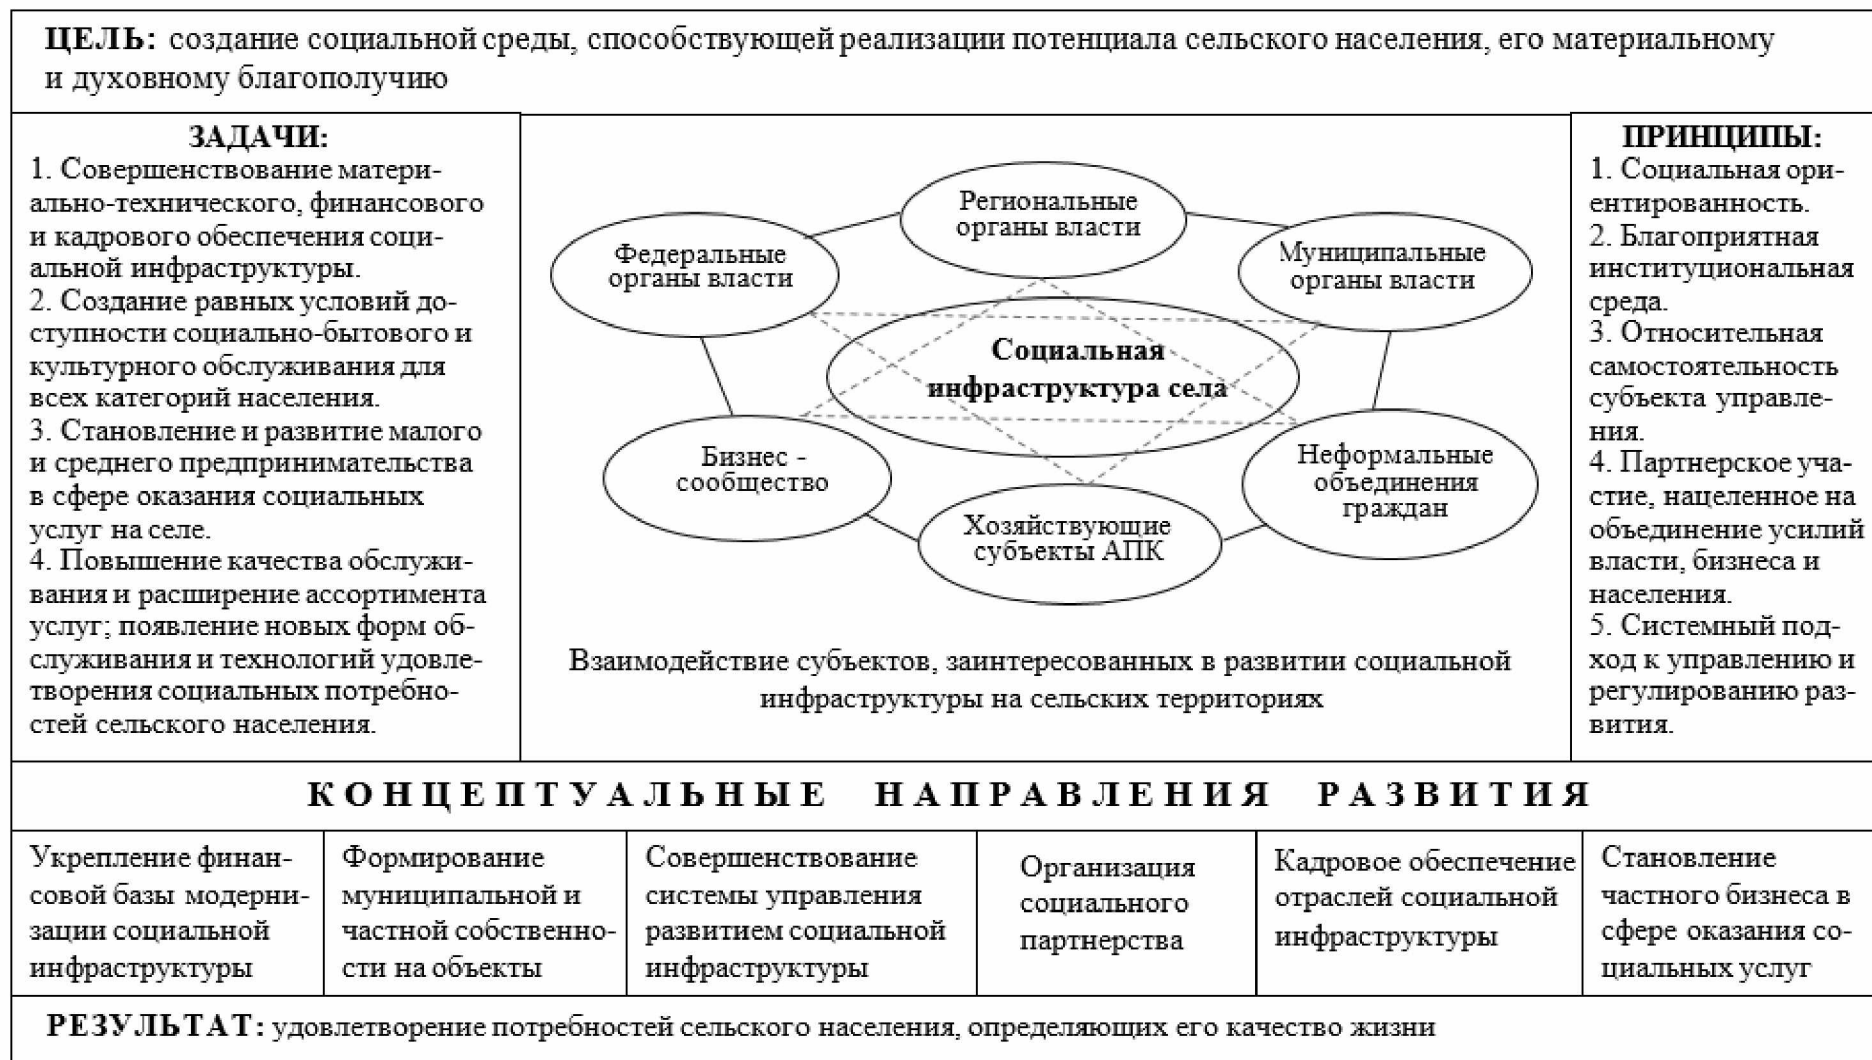 ЦЕЛЬ: создание социальной среды, способствующей реализации потенциала сельского населения, его материальному
и духовному благополучию
ЗАДАЧИ:
1. Совершенствование матери-
ально-технического, финансового
и кадрового обеспечения соци-
альной инфраструктуры.
2. Создание равных условий до-
ступности социально-бытового и
культурного обслуживания для
всех категорий населения.
3. Становление и развитие малого
и среднего предпринимательства
в сфере оказания социальных
услуг на селе.
4. Повышение качества обслужи-
вания и расширение ассортимента
услуг; появление новых форм об-
служивания и технологий удовле-
творения социальных потребно-
стей сельского населения.
Региональные
органы власти
Федеральные
органы власти
Муниципальные
органы власти
Социальная
инфраструктура села
Бизнес -
сообщество
Неформальные
объединения
граждан
Хозяйствующие
субъекты АПК
Взаимодействие субъектов, заинтересованных в развитии социальной
инфраструктуры на сельских территориях
ПРИНЦИПЫ:
1. Социальная ори-
ентированность.
2. Благоприятная
институциональная
среда.
3. Относительная
самостоятельность
субъекта управле-
ния.
4. Партнерское уча-
стие, нацеленное на
объединение усилий
власти, бизнеса и
населения.
5. Системный под-
ход к управлению и
регулированию раз-
вития.
КОНЦЕПТУАЛЬНЫЕ НАПРАВЛЕНИЯ РАЗВИТИЯ
Укрепление финан-
совой базы модерни-
зации социальной
инфраструктуры
Формирование
муниципальной и
частной собственно-
сти на объекты
Совершенствование
системы управления
развитием социальной
инфраструктуры
Организация
социального
партнерства
Кадровое обеспечение
отраслей социальной
инфраструктуры
Становление
частного бизнеса в
сфере оказания со-
циальных услуг
РЕЗУЛЬТАТ: удовлетворение потребностей сельского населения, определяющих его качество жизни